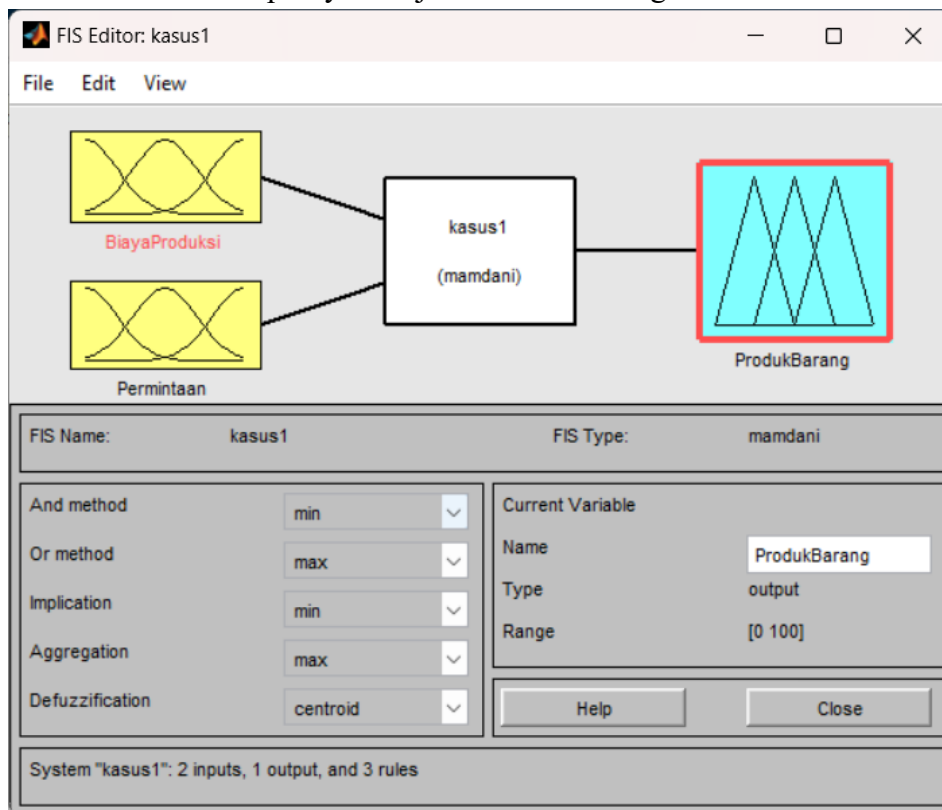 FIS Editor: kasus1
File Edit View
BiayaProduksi
Permintaan
kasus1
(mamdani)
ProdukBarang
FIS Name: kasus1 FIS Type: mamdani
And method min
Or method max
Implication min
Aggregation max
Defuzzification centroid
Current Variable
Name ProdukBarang
Type output
Range [0 100]
Help Close
System "kasus1": 2 inputs, 1 output, and 3 rules